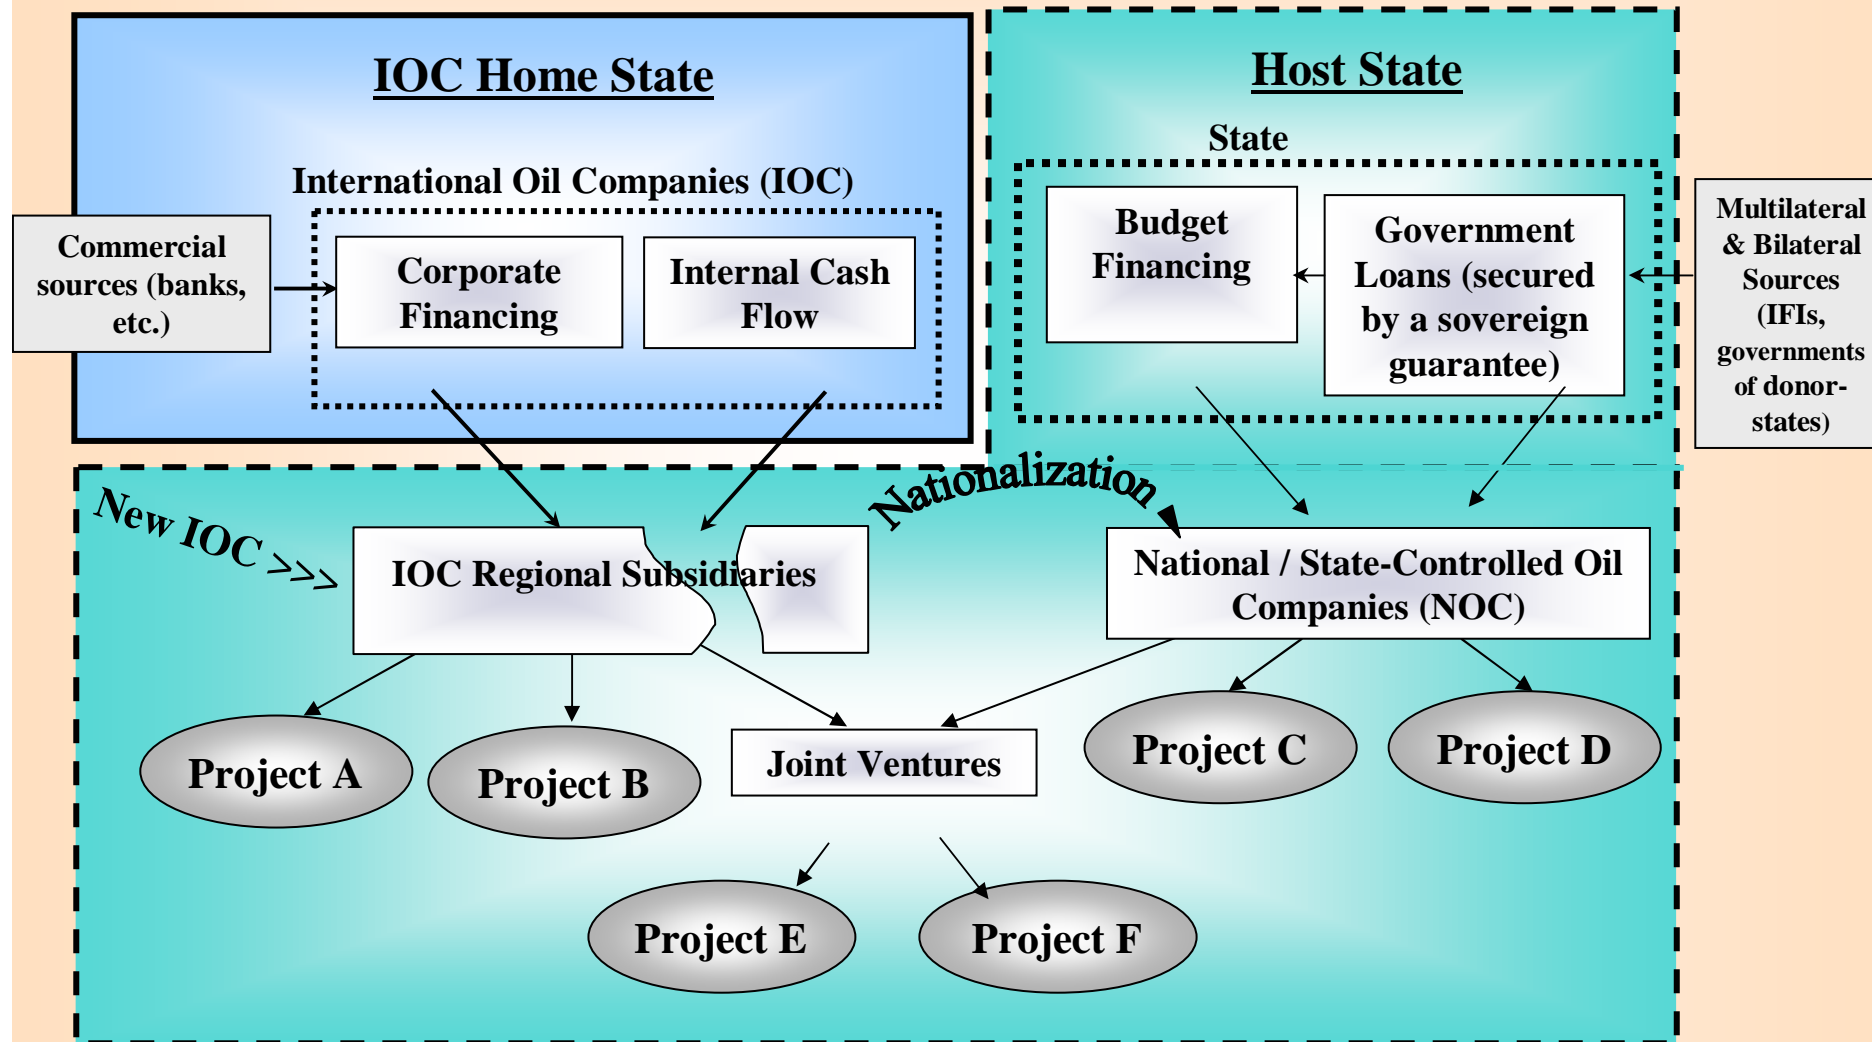 IOC Home State
International Oil Companies (IOC)
Commercial
sources (banks,
etc.)
Corporate
Financing
Internal Cash
Flow
Host State
State
Budget
Financing
Government
Loans (secured
by a sovereign
guarantee)
Multilateral
& Bilateral
Sources
(IFIs,
governments
of donor-
states)
New IOC >>>
Nationalization
IOC Regional Subsidiaries
National / State-Controlled Oil
Companies (NOC)
Project A
Project B
Joint Ventures
Project C
Project D
Project E
Project F